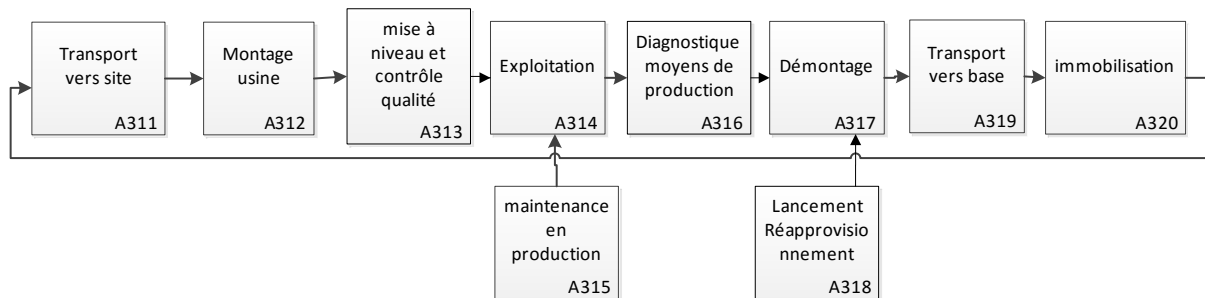 Transport
vers site
A311
Montage
usine
A312
mise à
niveau et
contrôle
qualité
A313
Exploitation
A314
Diagnostique
moyens de
production
A316
Démontage
A317
Transport
vers base
A319
immobilisation
A320
maintenance
en
production
A315
Lancement
Réapprovisio
nnement
A318